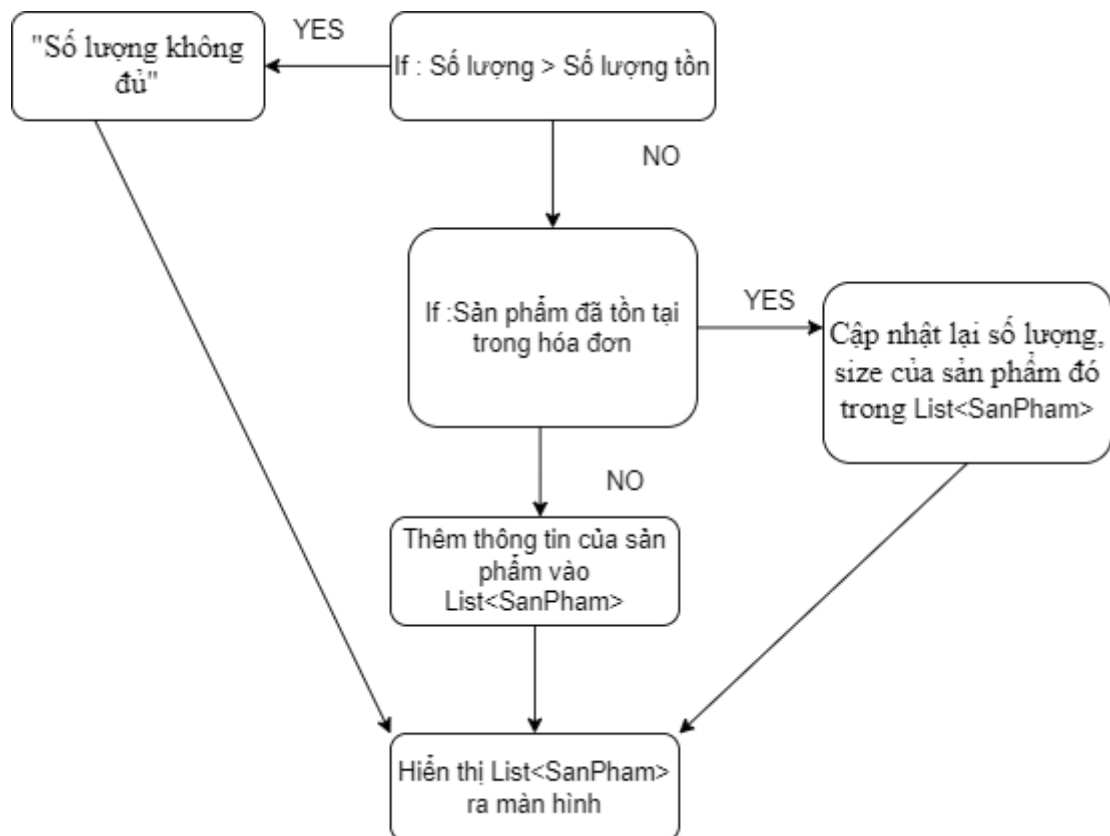 "Số lượng không
đủ"
YES
If : Số lượng > Số lượng tồn
NO
If :Sản phẩm đã tồn tại
trong hóa đơn
YES
Cập nhật lại số lượng,
size của sản phẩm đó
trong List<SanPham>
NO
Thêm thông tin của sản
phẩm vào
List<SanPham>
Hiển thị List<SanPham>
ra màn hình